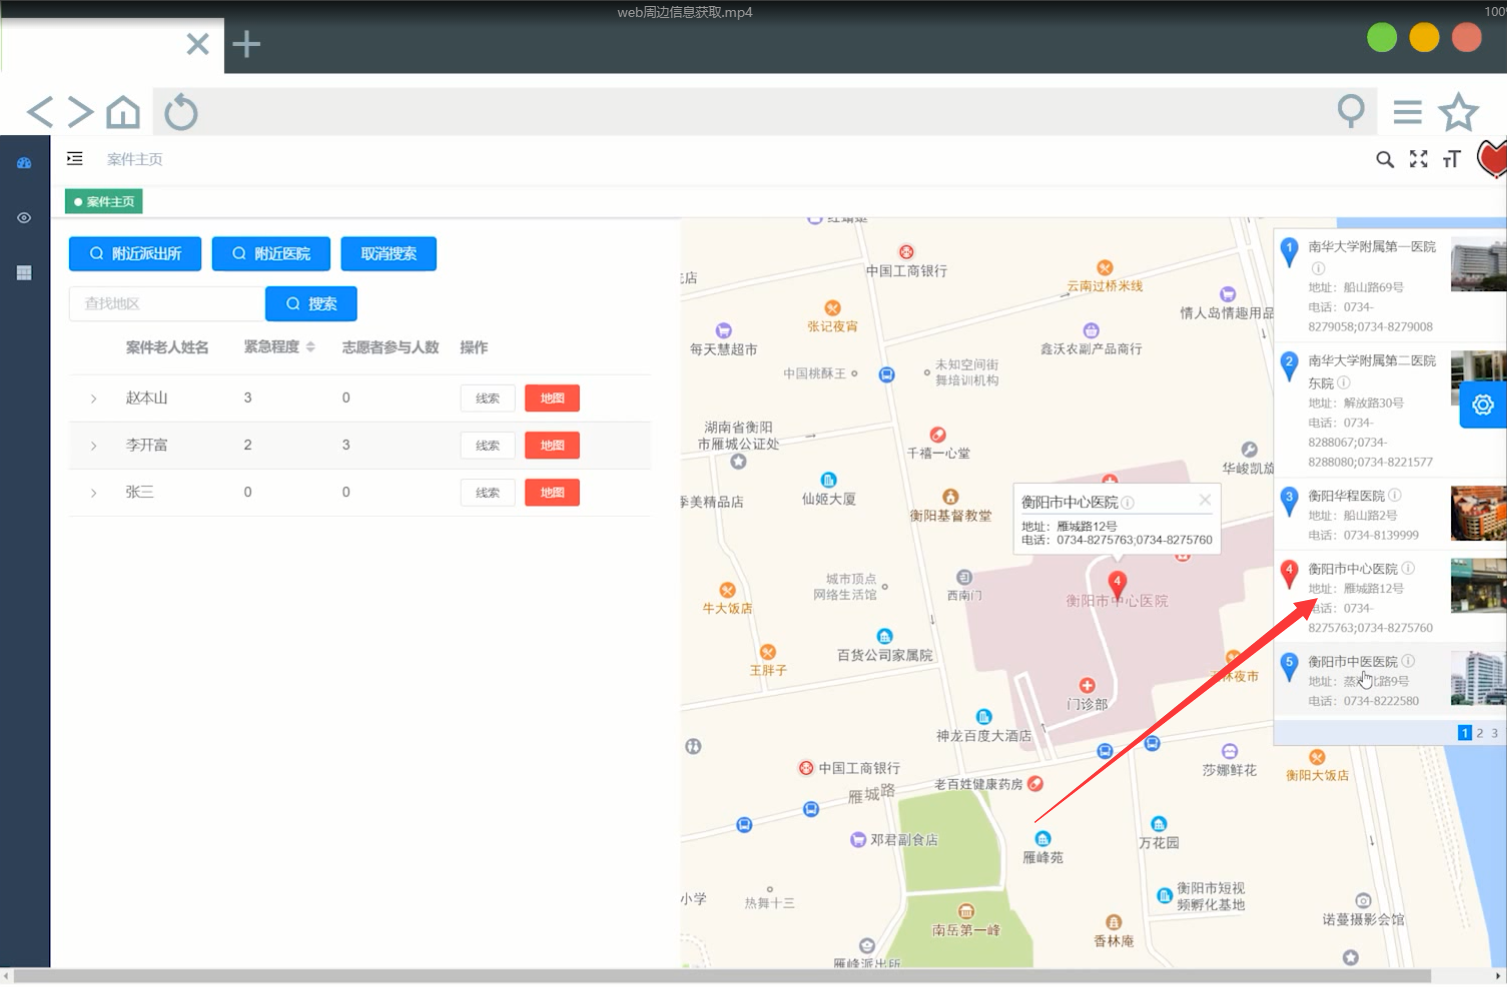 web周边信息获取.mp4
100
案件主页
案件主页
附近派出所
附近医院
取消搜索
查找地区
搜索
案件老人姓名
紧急程度
志愿者参与人数
操作
赵本山
3
0
线索
地图
李开富
2
3
线索
地图
张三
0
0
线索
地图
中国工商银行
云南过桥米线
张记夜宵
情人岛情趣用品
每天慧超市
鑫沃农副产品商行
中国桃酥王
未知空间街
舞培训机构
湖南省衡阳
市雁城公证处
千禧一心堂
华峻凯旋
仙姬大厦
季美精品店
衡阳基督教堂
衡阳市中心医院
地址：雁城路12号
电话：0734-8275763;0734-8275760
城市顶点
网络生活馆
西南门
4
衡阳市中心医院
牛大饭店
百货公司家属院
王胖子
林夜市
门诊部
神龙百度大酒店
中国工商银行
老百姓健康药房
莎娜鲜花
衡阳大饭店
雁城路
邓君副食店
雁峰苑
万花园
小学
热舞十三
衡阳市短视
频孵化基地
南岳第一峰
香林庵
诺蔓摄影会馆
雁峰派出所
1
南华大学附属第一医院
地址：船山路69号
电话：0734-
8279058;0734-8279008
2
南华大学附属第二医院
东院
地址：解放路30号
电话：0734-
8288067;0734-
8288080;0734-8221577
3
衡阳华程医院
地址：船山路2号
电话：0734-8139999
4
衡阳市中心医院
地址：雁城路12号
电话：0734-
8275763;0734-8275760
5
衡阳市中医医院
地址：蒸湘北路9号
电话：0734-8222580
1 2 3